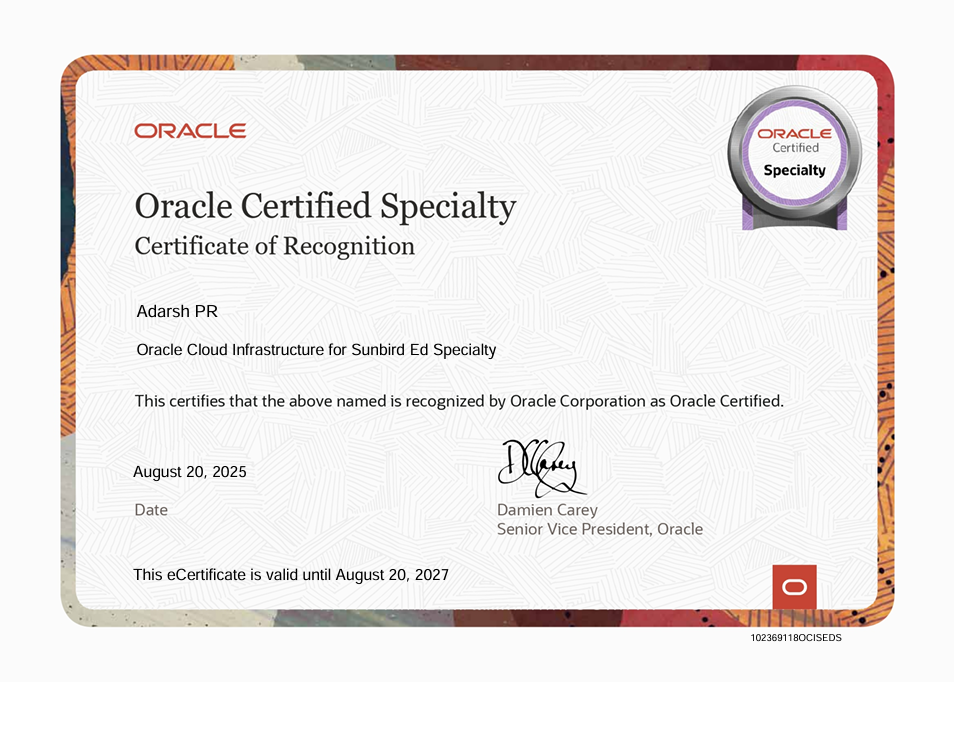 ORACLE
ORACLE
Certified
Specialty
Oracle Certified Specialty
Certificate of Recognition
Adarsh PR
Oracle Cloud Infrastructure for Sunbird Ed Specialty
This certifies that the above named is recognized by Oracle Corporation as Oracle Certified.
August 20, 2025
Date
DCarey
Damien Carey
Senior Vice President, Oracle
This eCertificate is valid until August 20, 2027
102369118OCISEDS